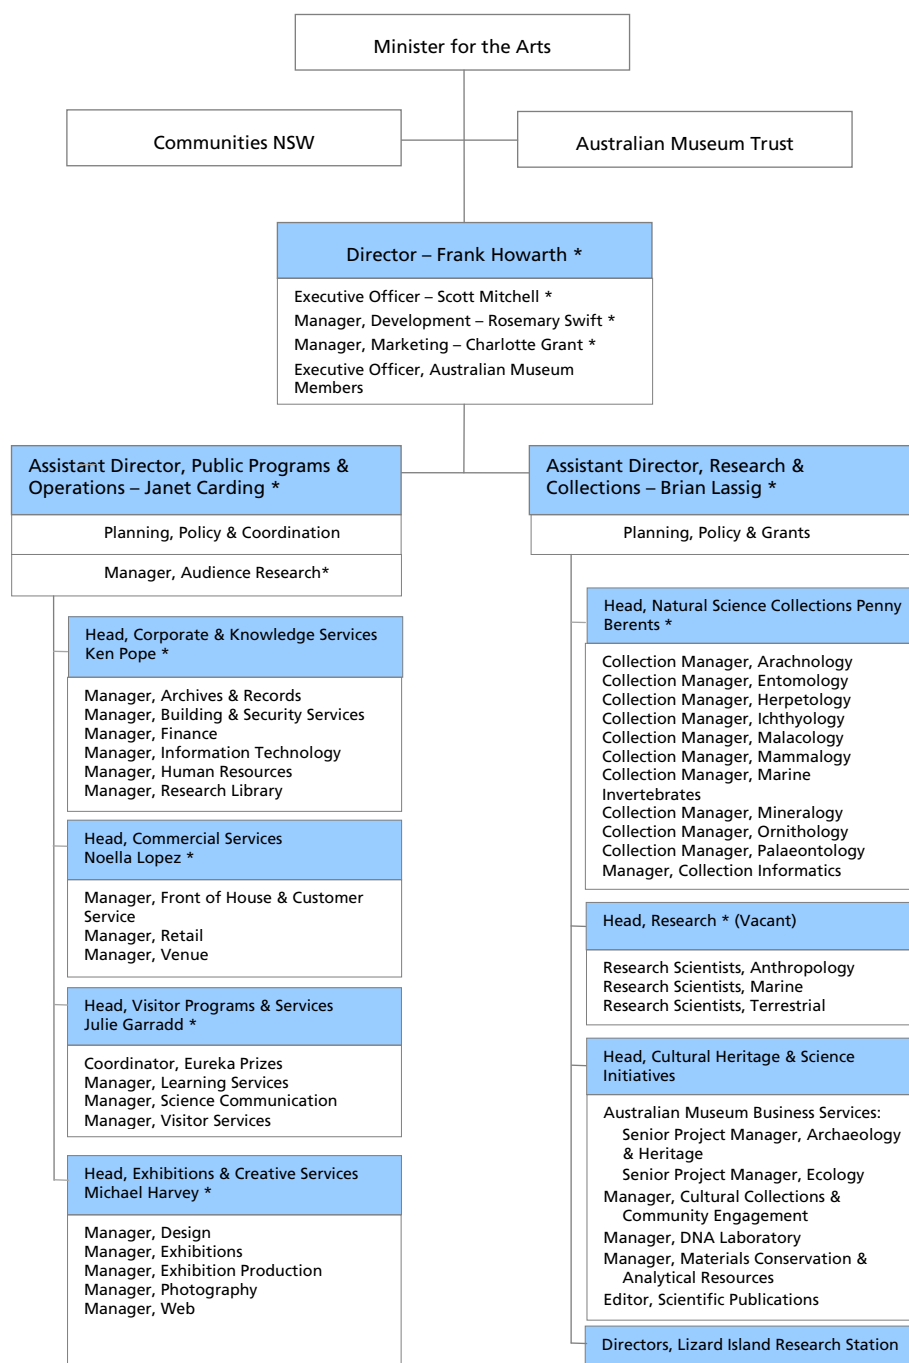 Minister for the Arts
Communities NSW
Australian Museum Trust
Director – Frank Howarth *
Executive Officer – Scott Mitchell *
Manager, Development – Rosemary Swift *
Manager, Marketing – Charlotte Grant *
Executive Officer, Australian Museum
Members
Assistant Director, Public Programs &
Operations – Janet Carding *
Planning, Policy & Coordination
Manager, Audience Research*
Head, Corporate & Knowledge Services
Ken Pope *
Manager, Archives & Records
Manager, Building & Security Services
Manager, Finance
Manager, Information Technology
Manager, Human Resources
Manager, Research Library
Head, Commercial Services
Noella Lopez *
Manager, Front of House & Customer
Service
Manager, Retail
Manager, Venue
Head, Visitor Programs & Services
Julie Garradd *
Coordinator, Eureka Prizes
Manager, Learning Services
Manager, Science Communication
Manager, Visitor Services
Head, Exhibitions & Creative Services
Michael Harvey *
Manager, Design
Manager, Exhibitions
Manager, Exhibition Production
Manager, Photography
Manager, Web
Assistant Director, Research &
Collections – Brian Lassig *
Planning, Policy & Grants
Head, Natural Science Collections Penny
Berents *
Collection Manager, Arachnology
Collection Manager, Entomology
Collection Manager, Herpetology
Collection Manager, Ichthyology
Collection Manager, Malacology
Collection Manager, Mammalogy
Collection Manager, Marine
Invertebrates
Collection Manager, Mineralogy
Collection Manager, Ornithology
Collection Manager, Palaeontology
Manager, Collection Informatics
Head, Research * (Vacant)
Research Scientists, Anthropology
Research Scientists, Marine
Research Scientists, Terrestrial
Head, Cultural Heritage & Science
Initiatives
Australian Museum Business Services:
Senior Project Manager, Archaeology
& Heritage
Senior Project Manager, Ecology
Manager, Cultural Collections &
Community Engagement
Manager, DNA Laboratory
Manager, Materials Conservation &
Analytical Resources
Editor, Scientific Publications
Directors, Lizard Island Research Station